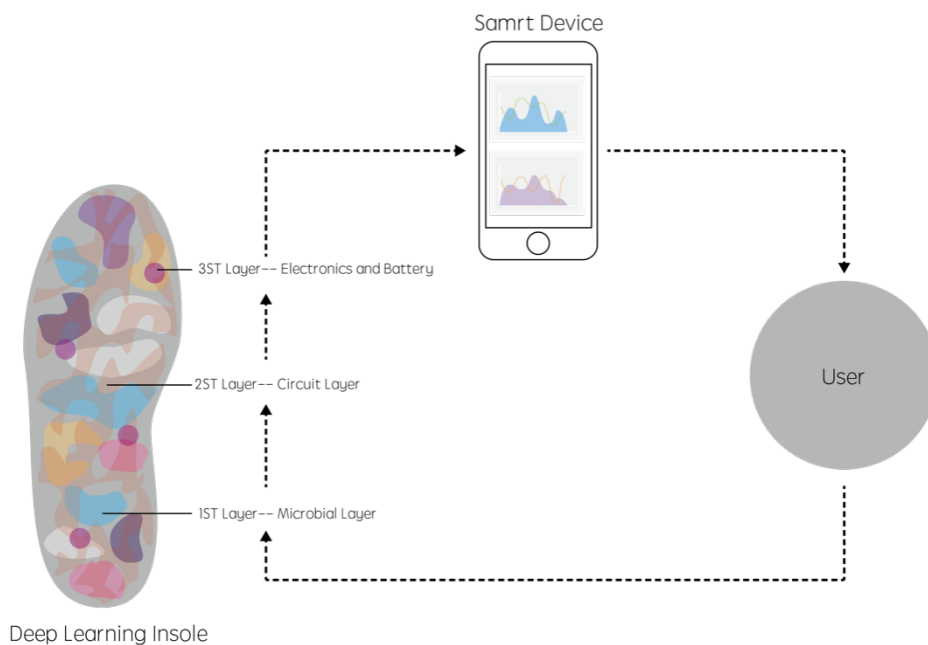 Samrt Device
3ST Layer-- Electronics and Battery
2ST Layer-- Circuit Layer
User
1ST Layer-- Microbial Layer
Deep Learning Insole